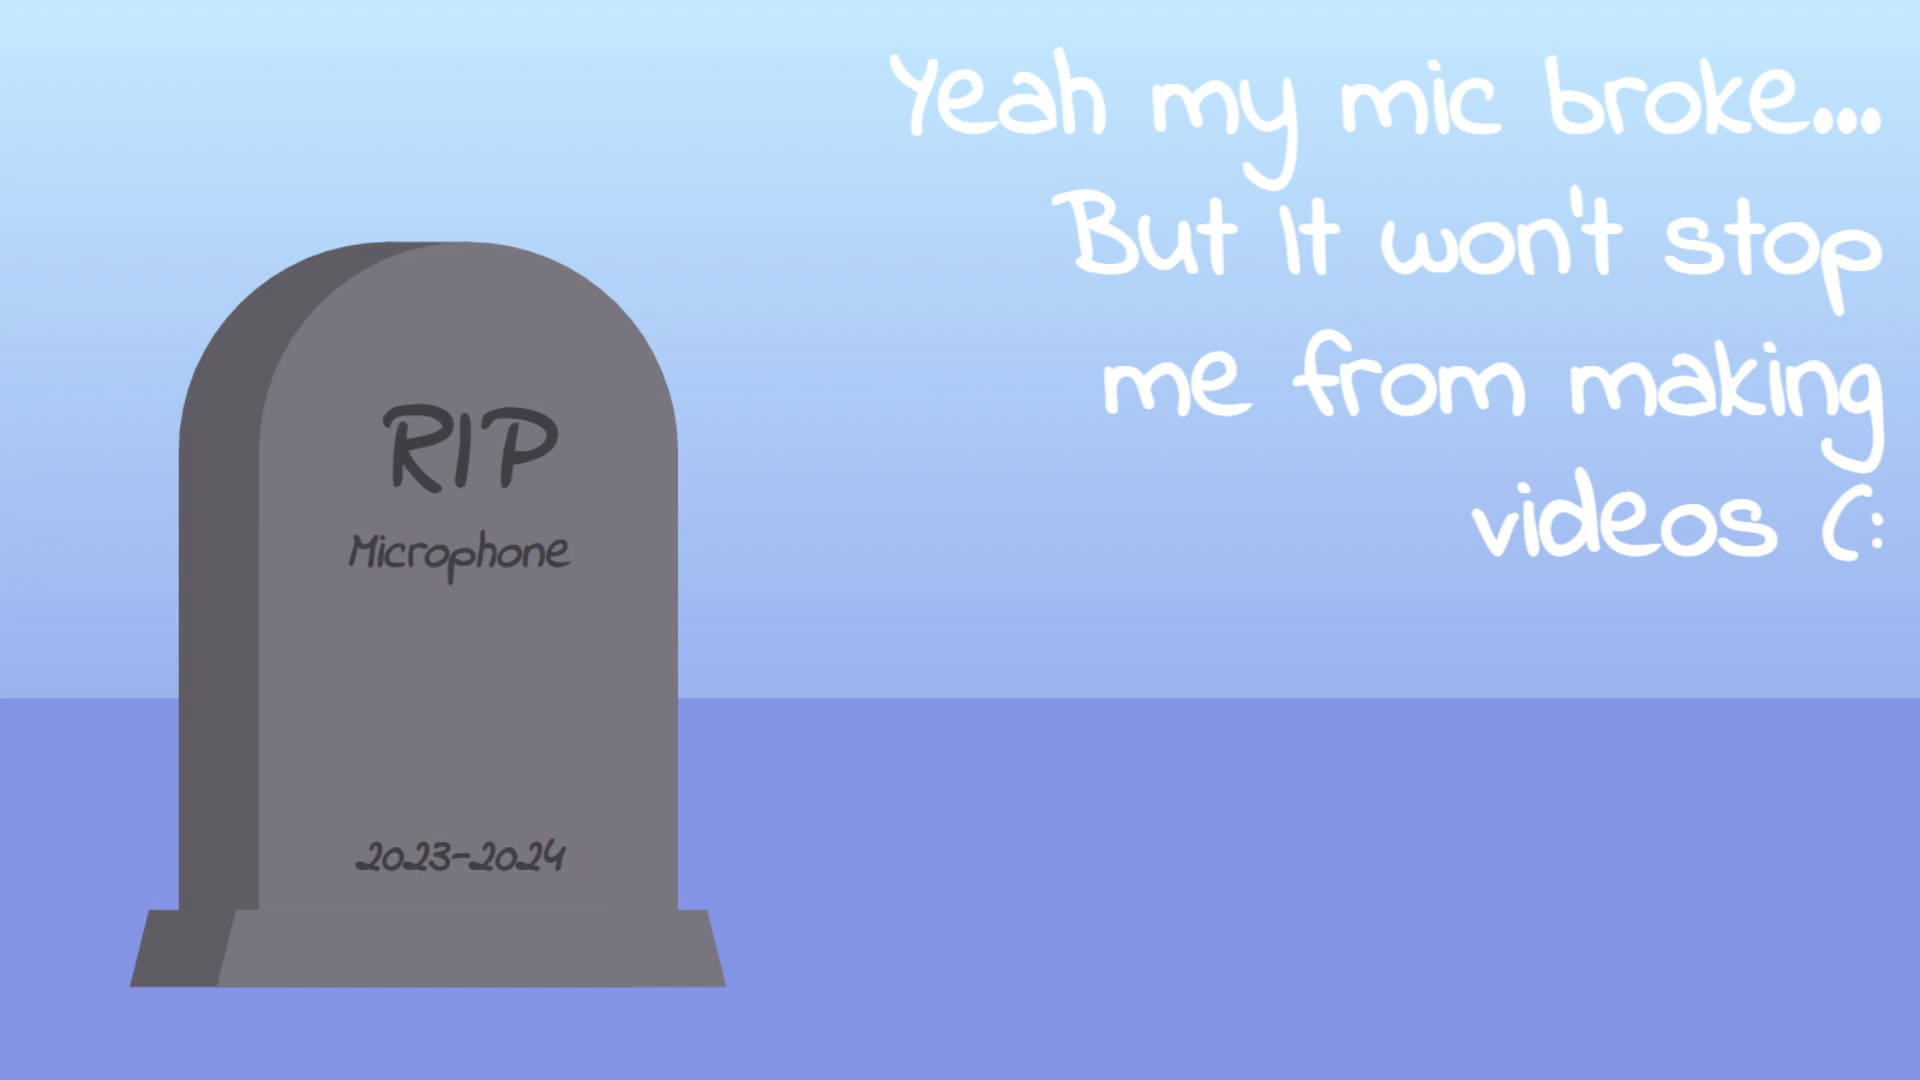 Yeah my mic broke...
But It won't stop
me from making
videos (:
RIP
Microphone
2023-2024